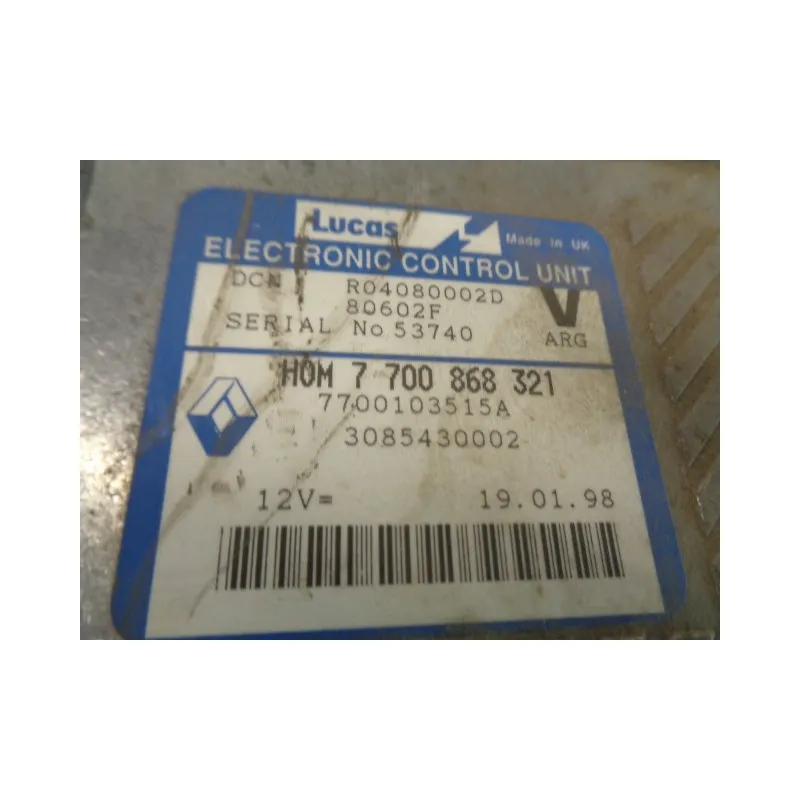 Lucas
Made in UK
ELECTRONIC CONTROL UNIT
DCN R04080002D
80602F V
SERIAL No 53740 ARG
HOM 7 700 868 321
7700103515A
3085430002
12V= 19.01.98